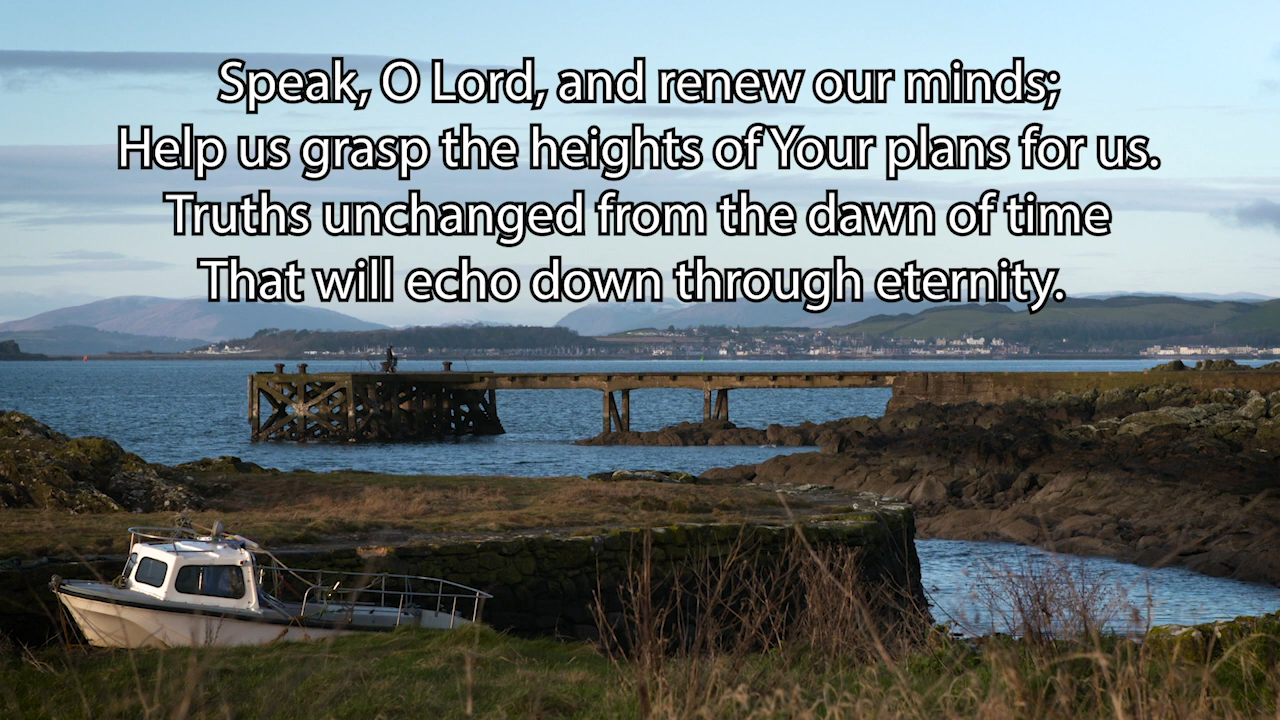 Speak, O Lord, and renew our minds;
Help us grasp the heights of Your plans for us.
Truths unchanged from the dawn of time
That will echo down through eternity.